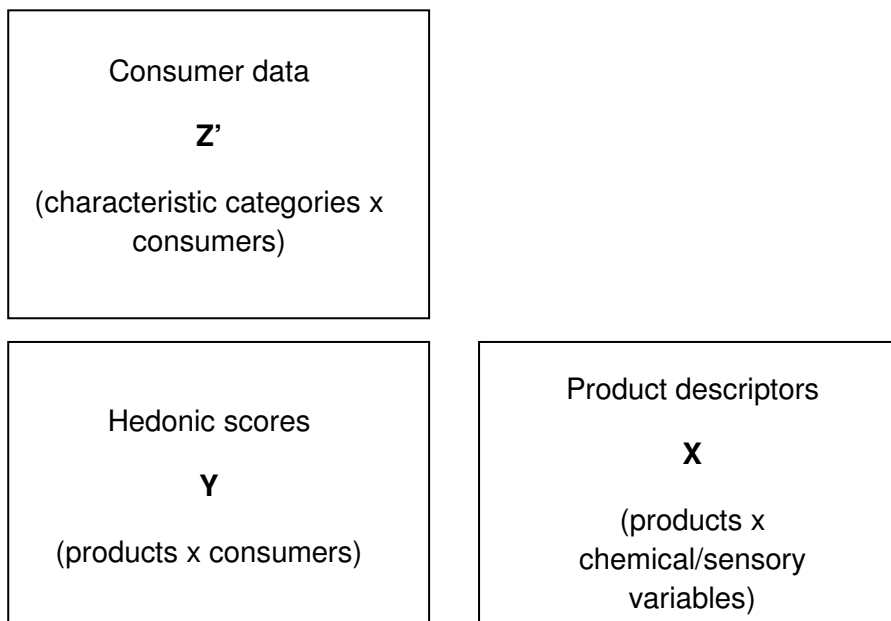 Consumer data
Z’
(characteristic categories x
consumers)
Hedonic scores
Y
(products x consumers)
Product descriptors
X
(products x
chemical/sensory
variables)